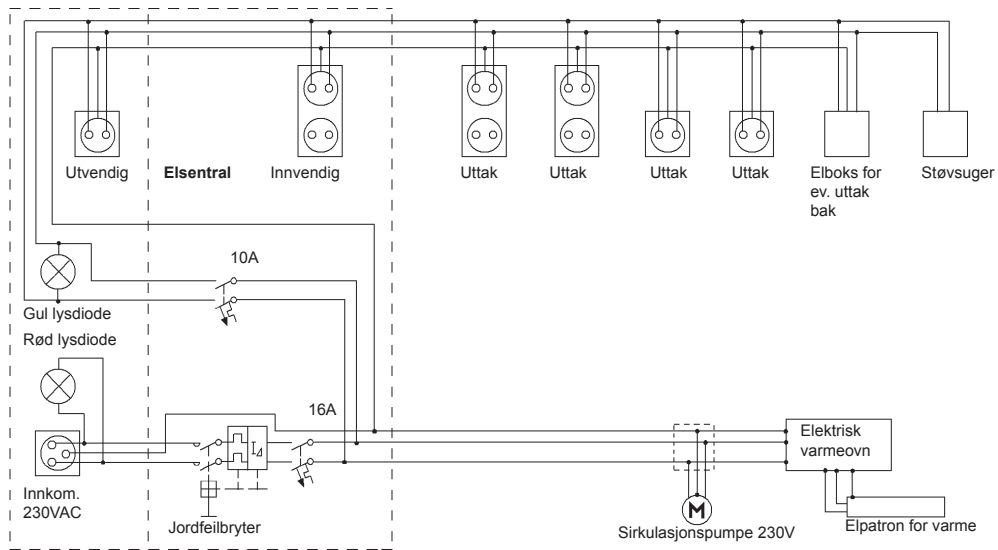 Utvendig
Elsentral
Innvendig
Uttak
Uttak
Uttak
Uttak
Elboks for
ev. uttak
bak
Støvsuger
10A
Gul lysdiode
Rød lysdiode
16A
Elektrisk
varmeovn
I△
M
Innkom.
230VAC
Jordfeilbryter
Sirkulasjonspumpe 230V
Elpatron for varme